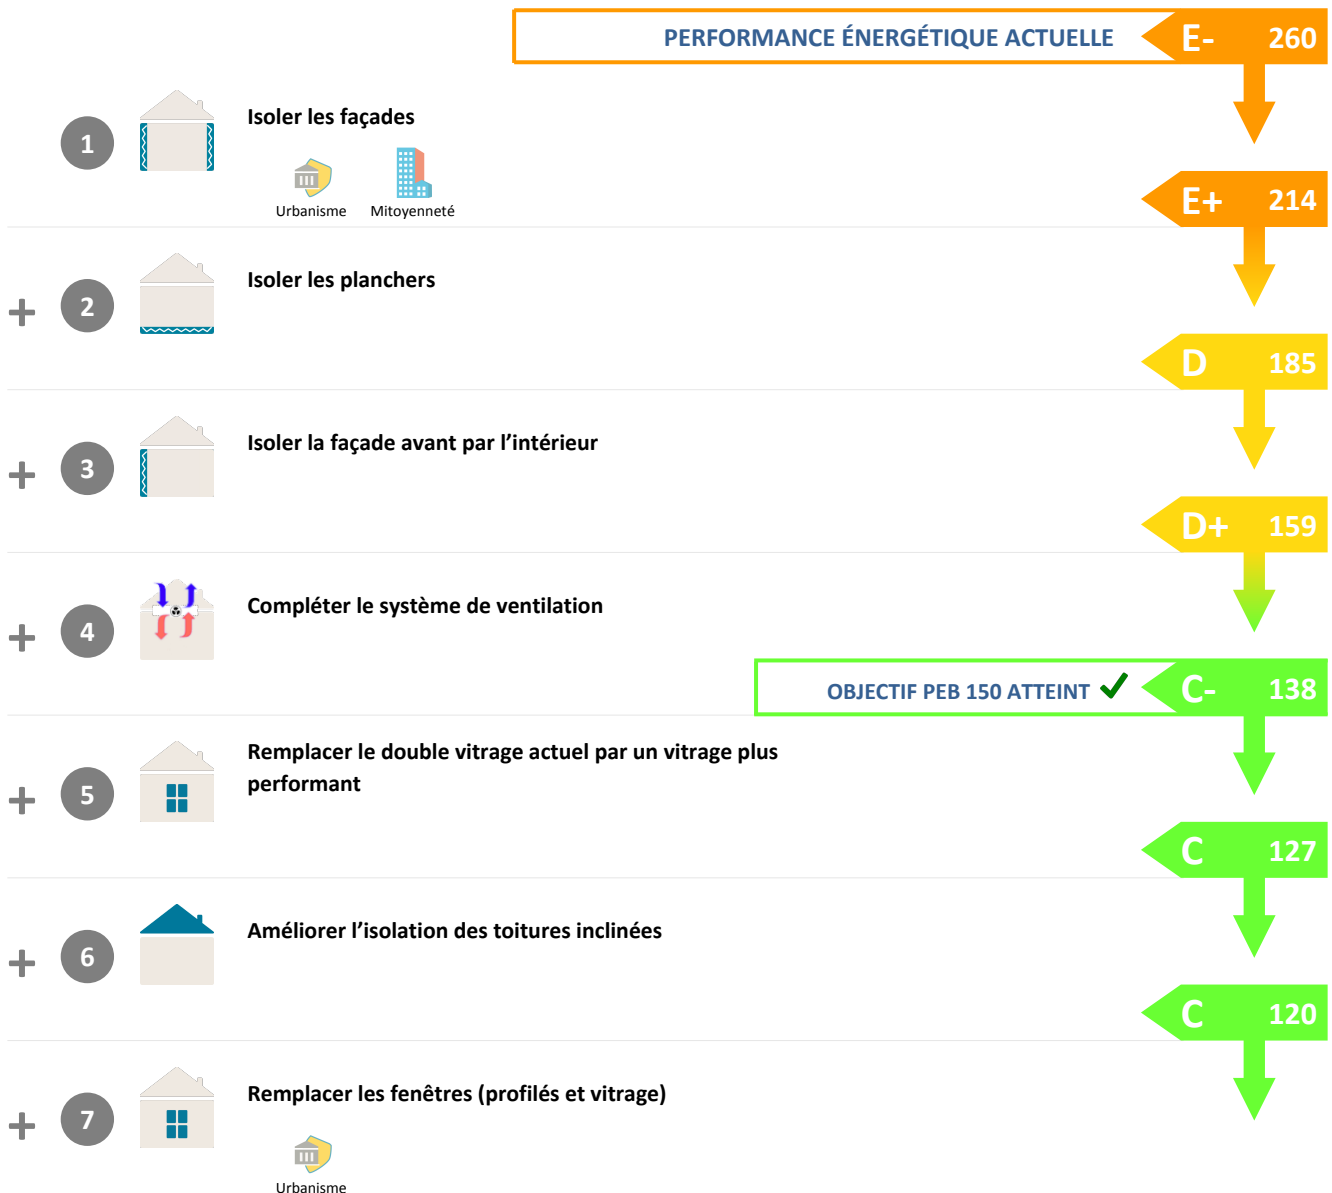 PERFORMANCE ÉNERGÉTIQUE ACTUELLE E- 260
1 Isoler les façades
Urbanisme Mitoyenneté
E+ 214
+ 2 Isoler les planchers
D 185
+ 3 Isoler la façade avant par l’intérieur
D+ 159
+ 4 Compléter le système de ventilation
OBJECTIF PEB 150 ATTEINT ✓ C- 138
+ 5 Remplacer le double vitrage actuel par un vitrage plus
performant
C 127
+ 6 Améliorer l’isolation des toitures inclinées
C 120
+ 7 Remplacer les fenêtres (profilés et vitrage)
Urbanisme